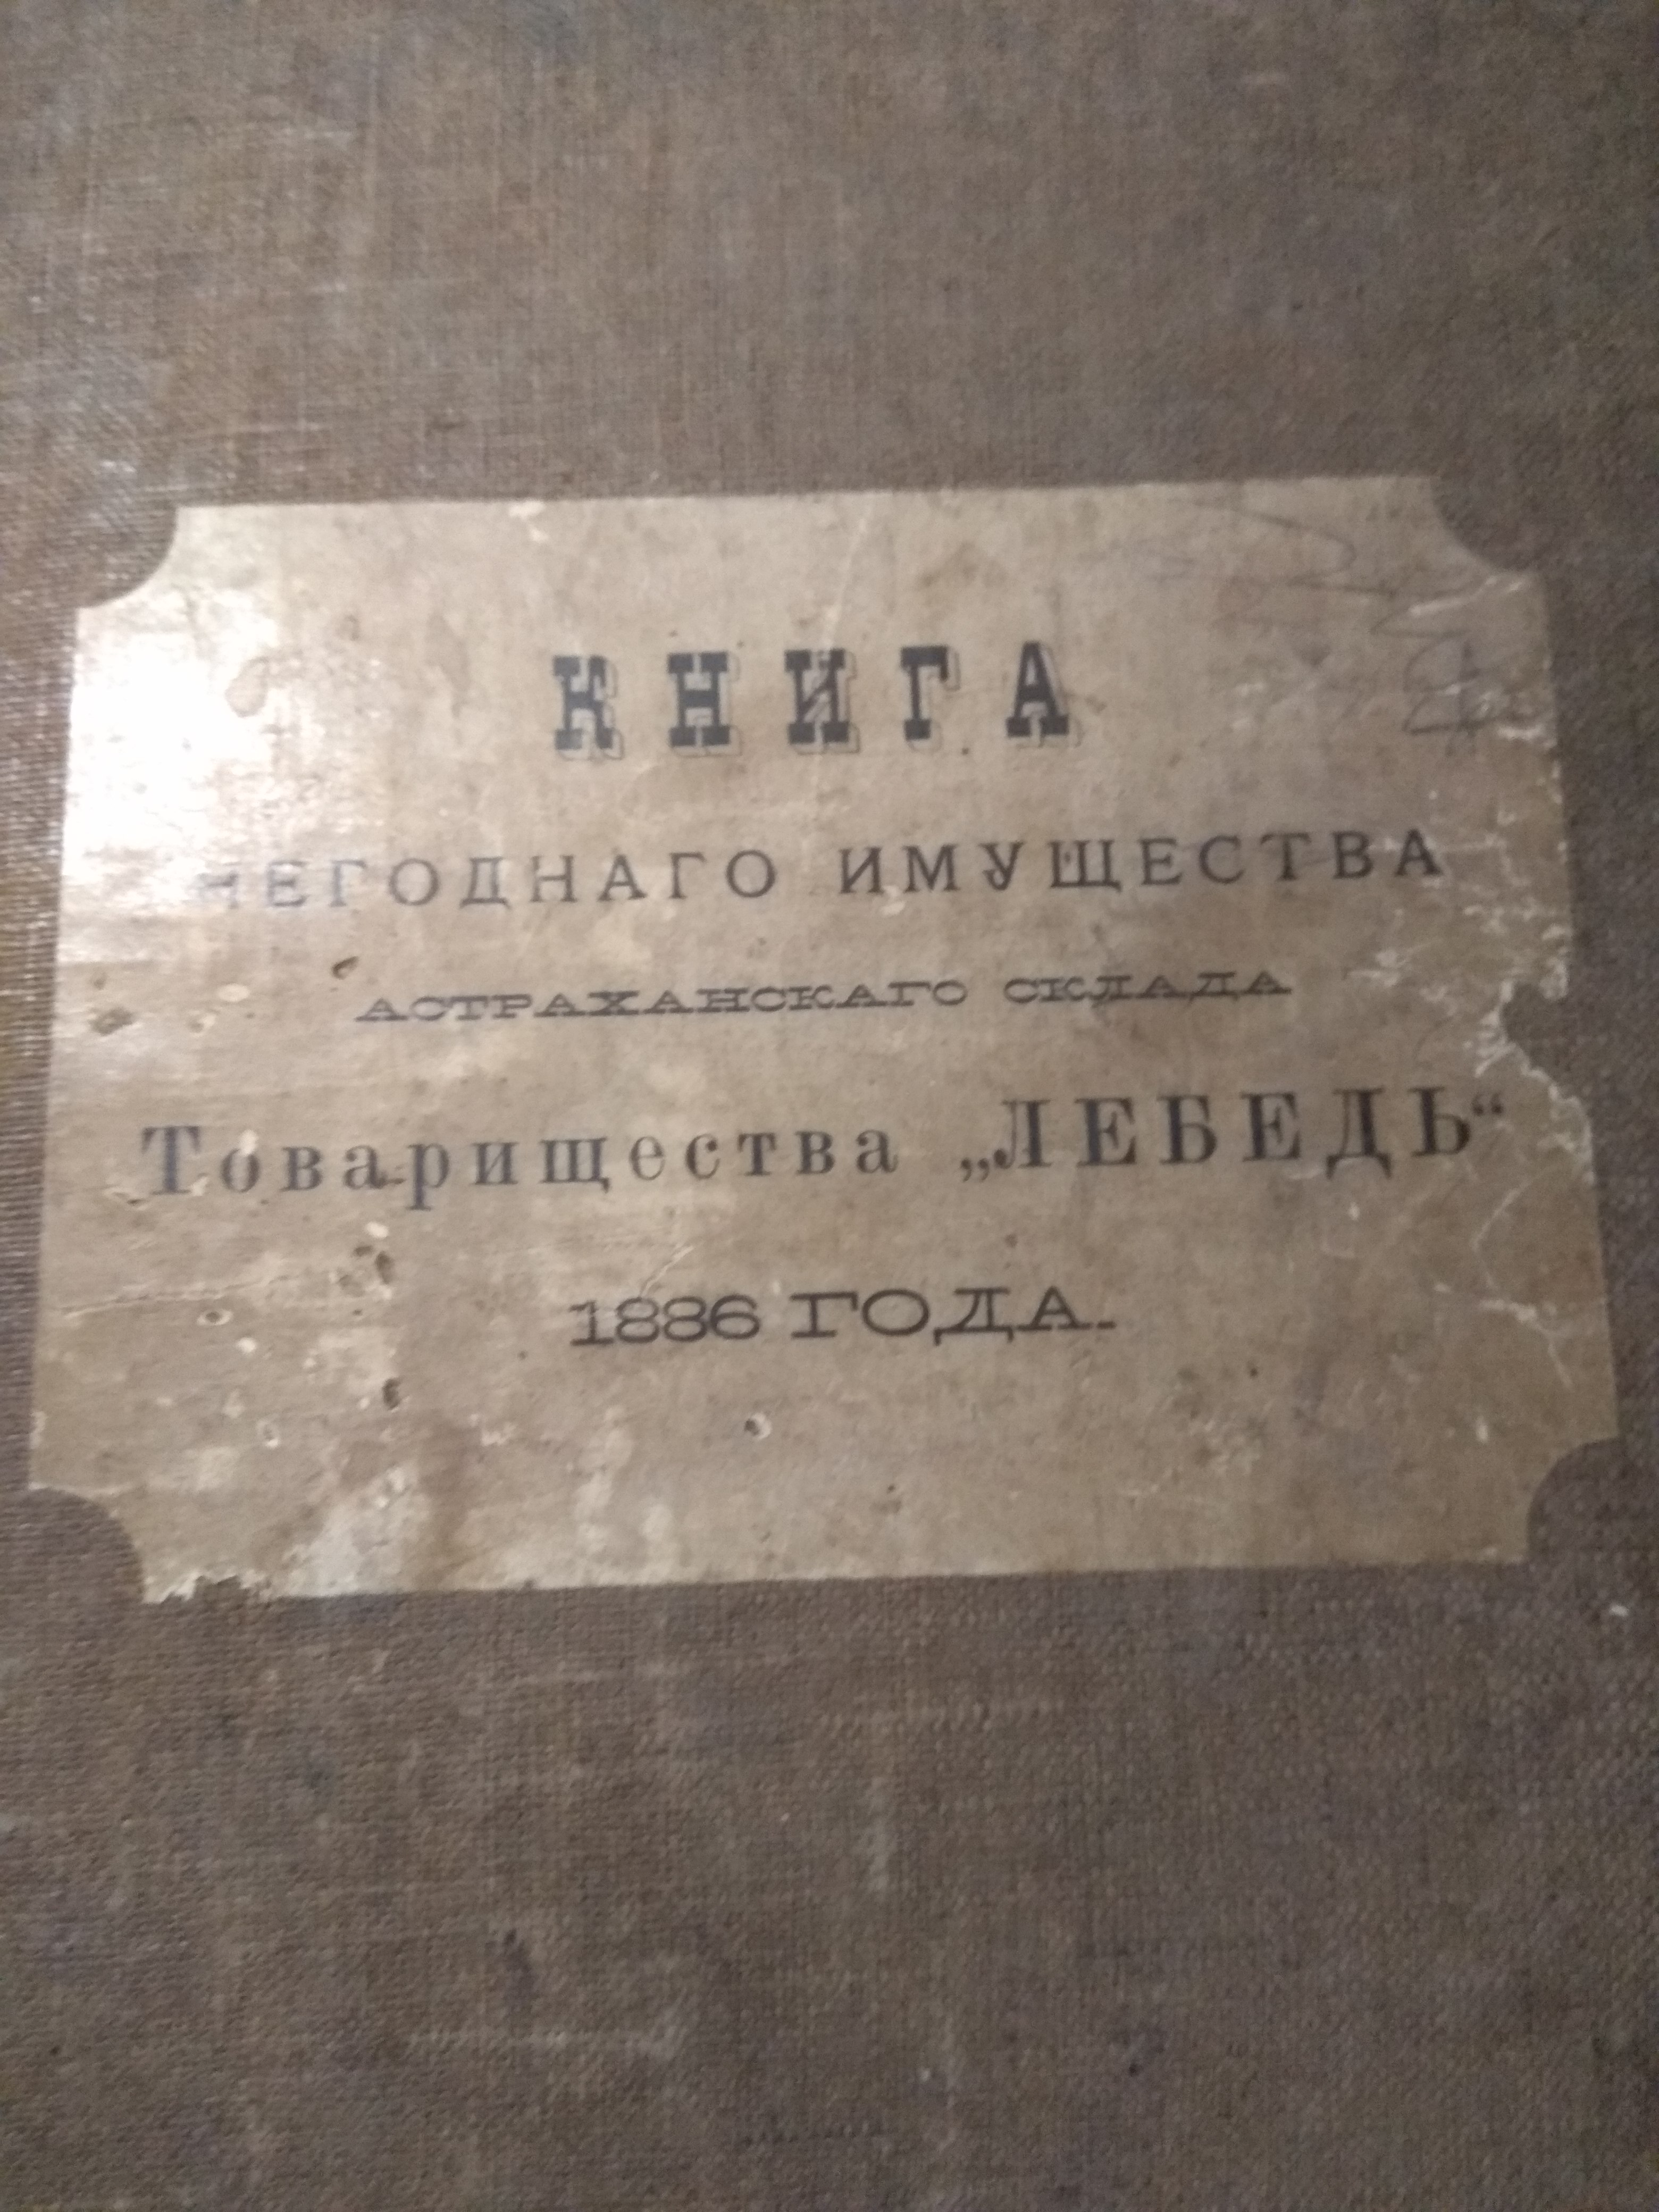 КНИГА
НЕГОДНАГО ИМУЩЕСТВА
АСТРАХАНСКАГО СКЛАДА
Товарищества „ЛЕБЕДЬ“
1886 ГОДА.